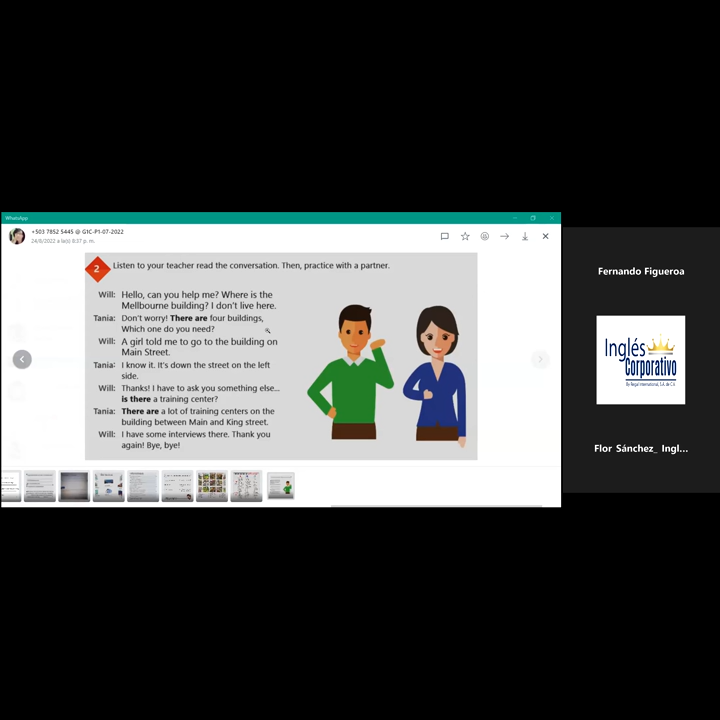 WhatsApp
+503 7852 5445 @ G1C-P1-07-2022
24/8/2022 a la(s) 8:37 p. m.
2 Listen to your teacher read the conversation. Then, practice with a partner.
Will: Hello, can you help me? Where is the
Mellbourne building? I don't live here.
Tania: Don't worry! There are four buildings,
Which one do you need?
Will: A girl told me to go to the building on
Main Street.
Tania: I know it. It's down the street on the left
side.
Will: Thanks! I have to ask you something else...
is there a training center?
Tania: There are a lot of training centers on the
building between Main and King street.
Will: I have some interviews there. Thank you
again! Bye, bye!
Fernando Figueroa
Inglés
Corporativo
By Regal International, S.A. de C.V.
Flor Sánchez_ Ingl...